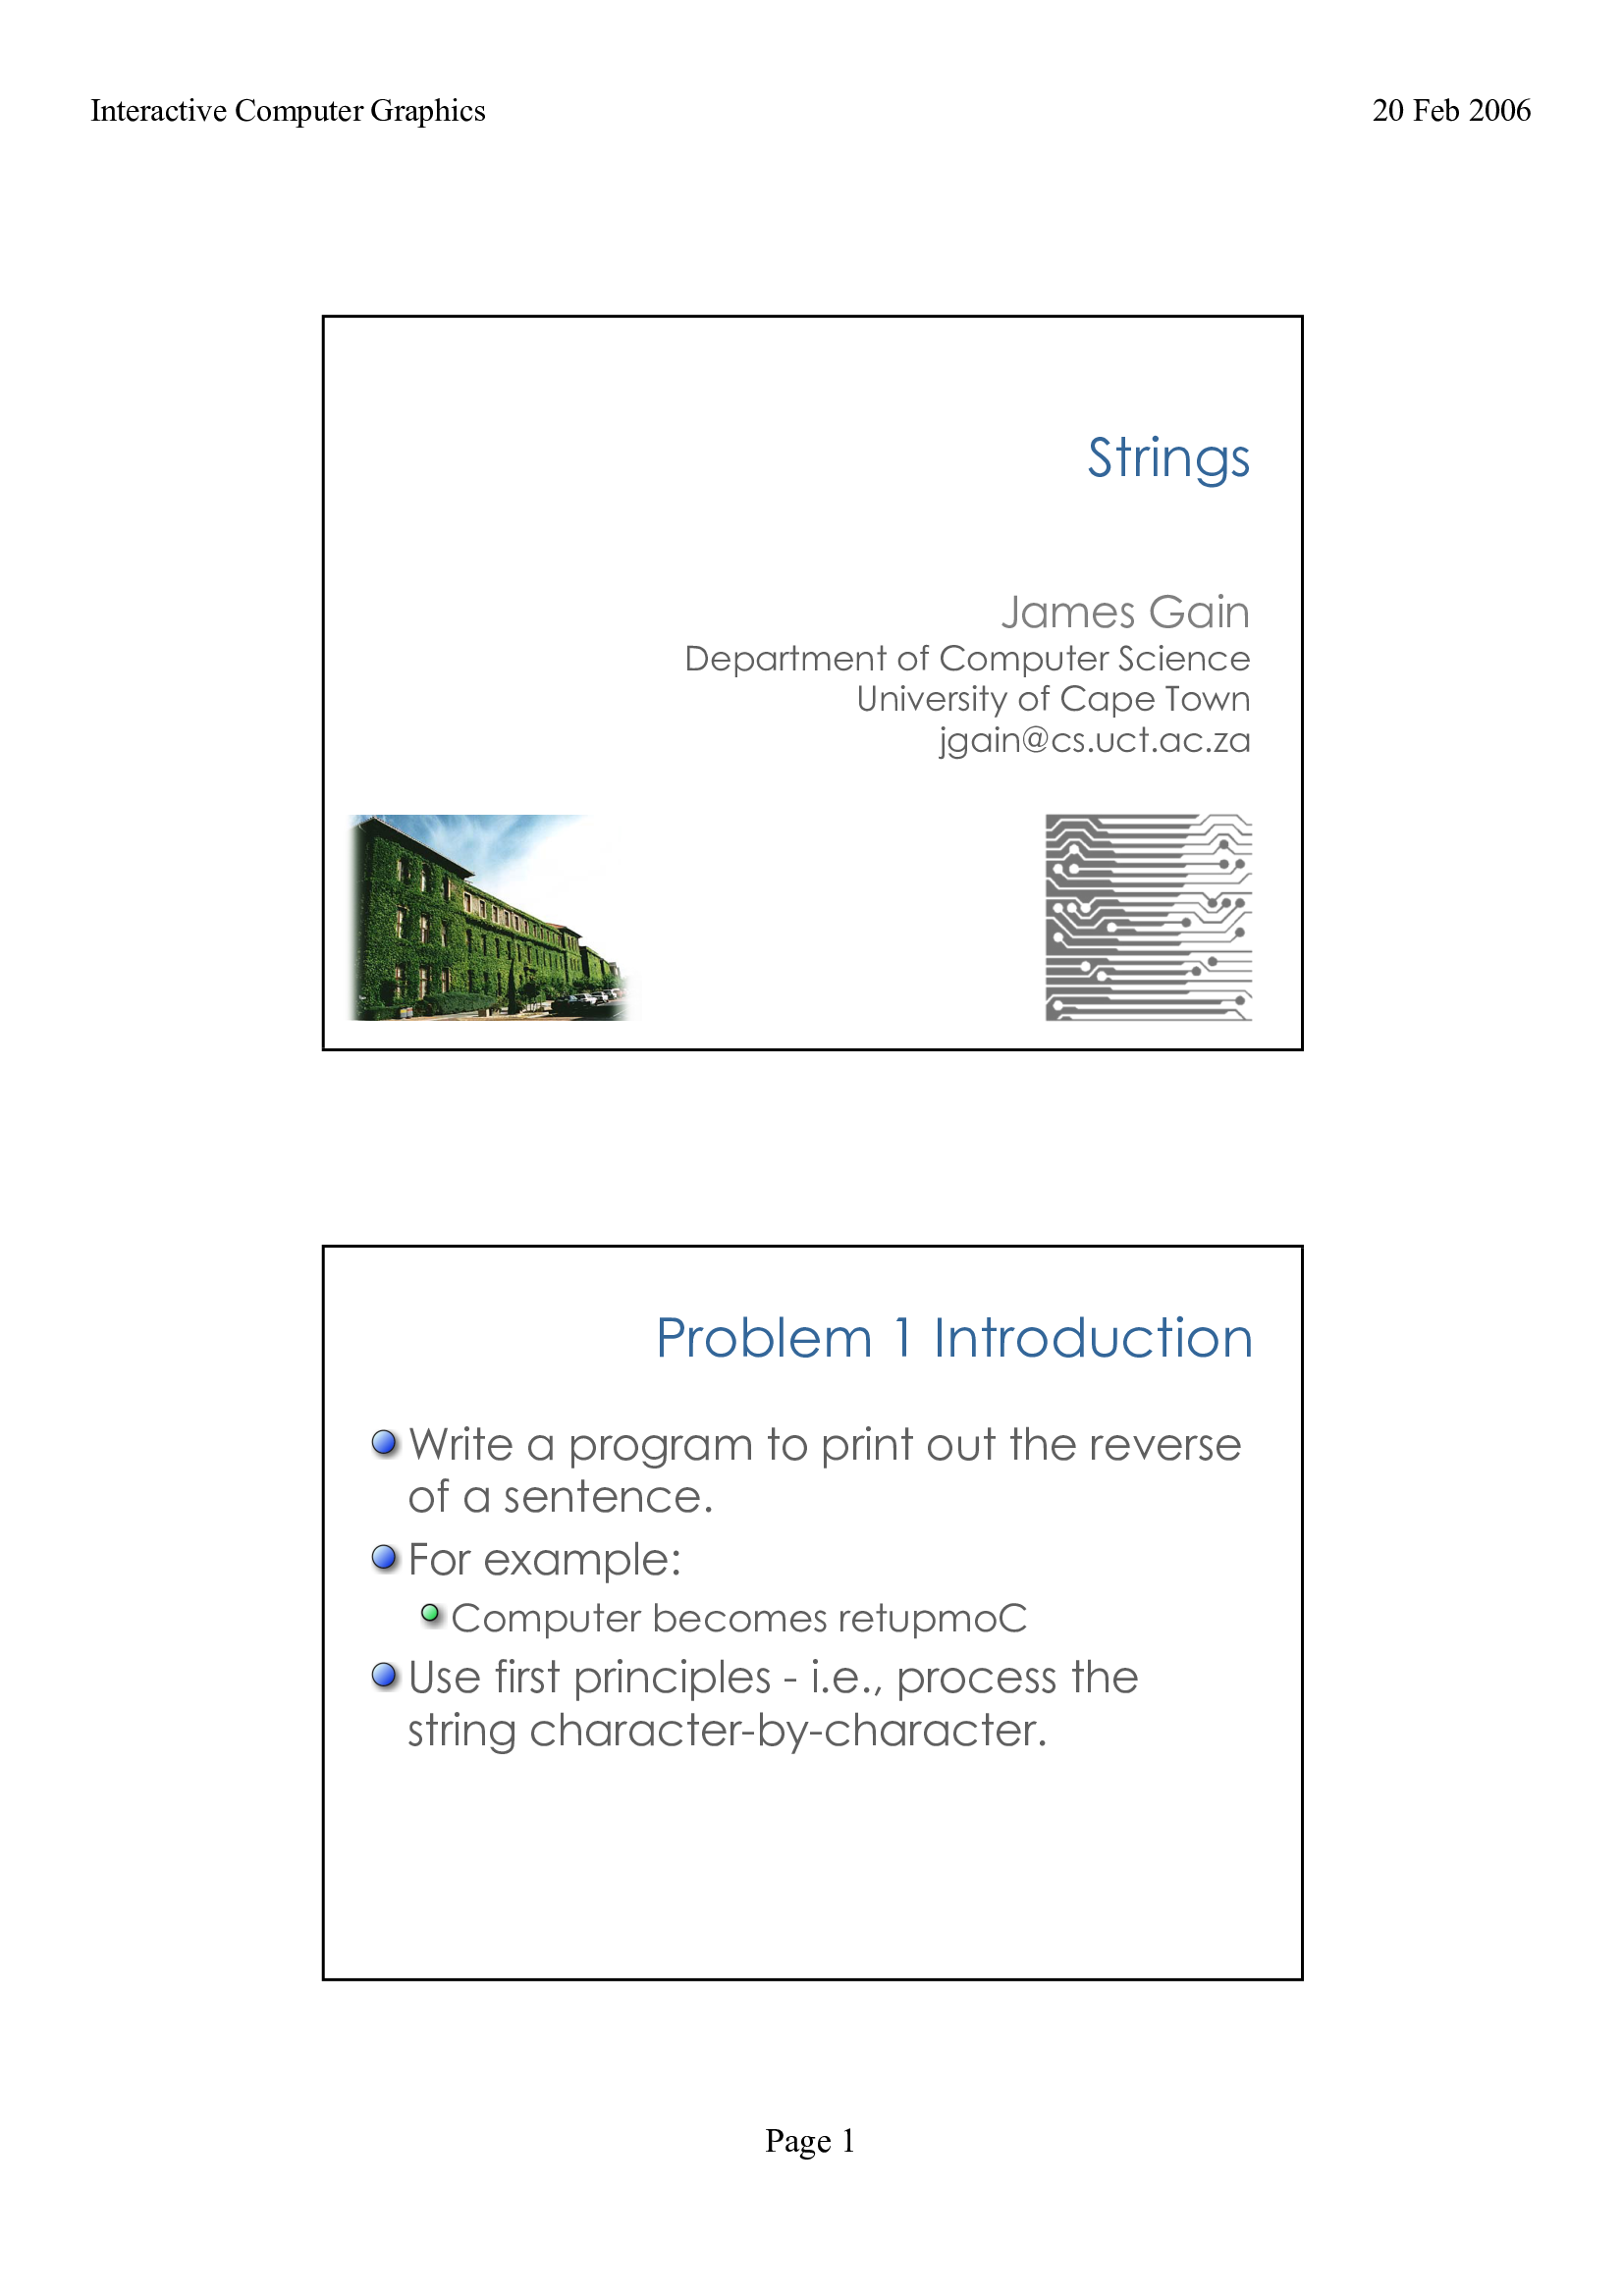 Interactive Computer Graphics
20 Feb 2006
Strings
James Gain
Department of Computer Science
University of Cape Town
jgain@cs.uct.ac.za
Problem 1 Introduction
Write a program to print out the reverse
of a sentence.
For example:
Computer becomes retupmoC
Use first principles - i.e., process the
string character-by-character.
Page 1